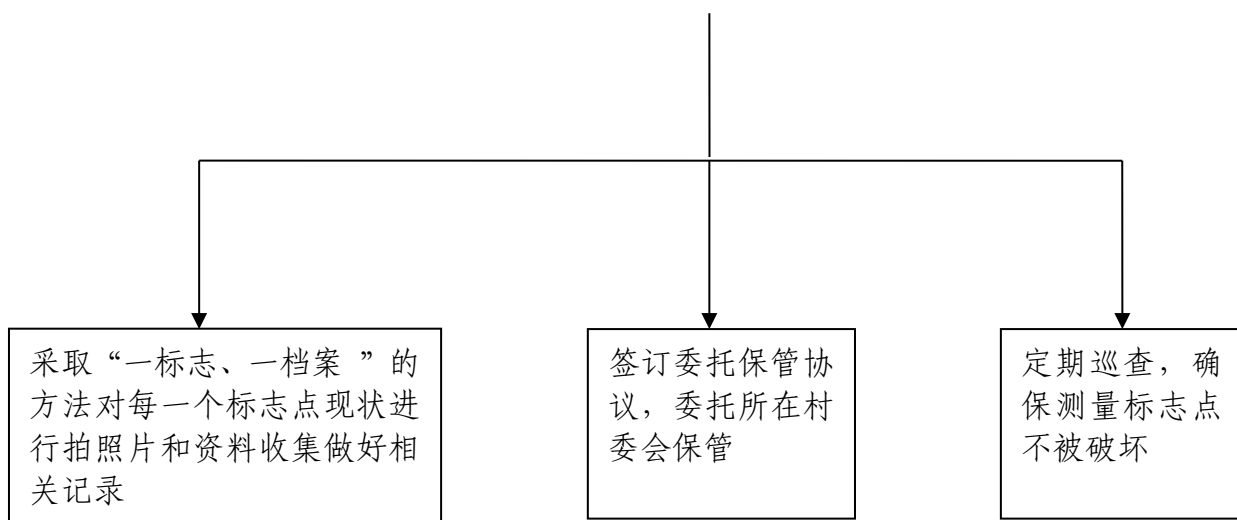 采取“一标志、一档案 ”的
方法对每一个标志点现状进
行拍照片和资料收集做好相
关记录
签订委托保管协
议，委托所在村
委会保管
定期巡查，确
保测量标志点
不被破坏